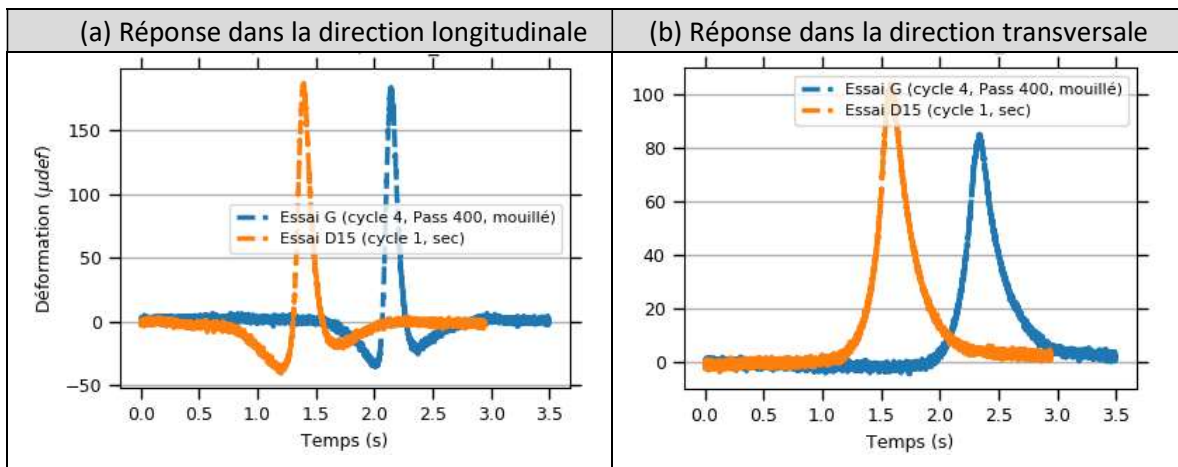 (a) Réponse dans la direction longitudinale
(b) Réponse dans la direction transversale
Déformation (μdef)
150
100
50
0
−50
Essai G (cycle 4, Pass 400, mouillé)
Essai D15 (cycle 1, sec)
0.0 0.5 1.0 1.5 2.0 2.5 3.0 3.5
Temps (s)
100
80
60
40
20
0
Essai G (cycle 4, Pass 400, mouillé)
Essai D15 (cycle 1, sec)
0.0 0.5 1.0 1.5 2.0 2.5 3.0 3.5
Temps (s)